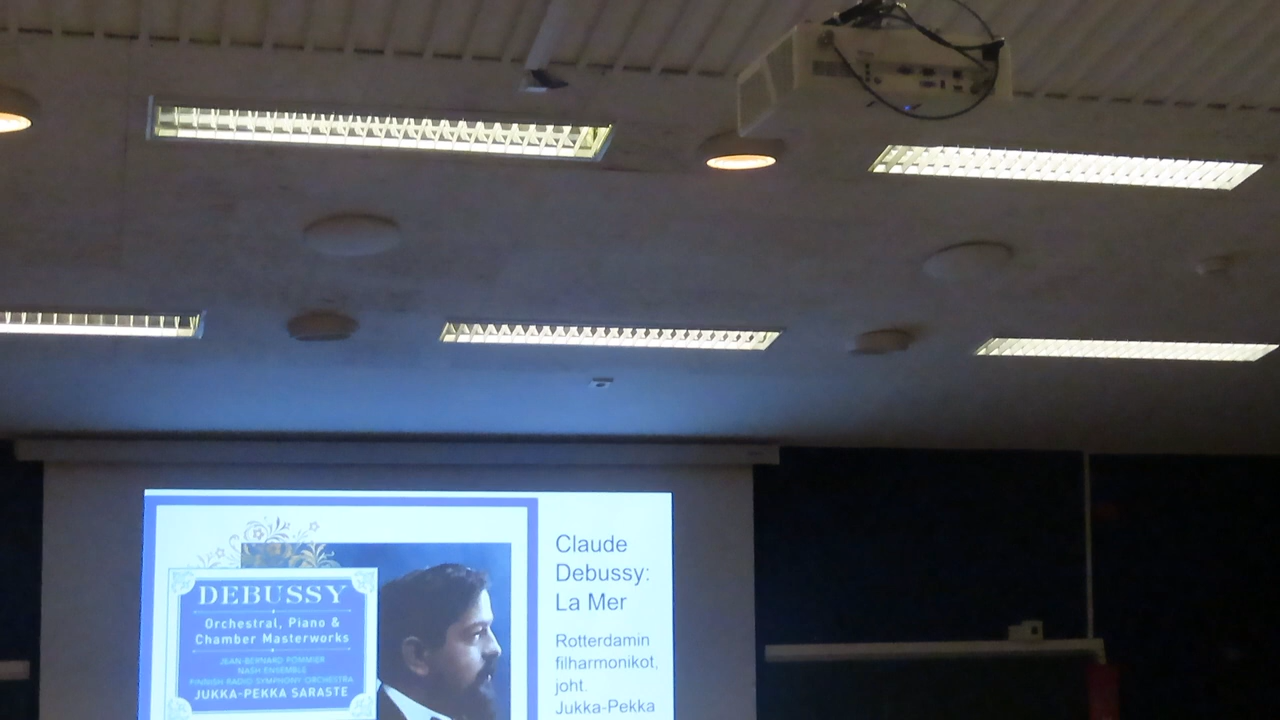 DEBUSSY
Orchestral, Piano &
Chamber Masterworks
JEAN-BERNARD POMMIER
NASH ENSEMBLE
FINNISH RADIO SYMPHONY ORCHESTRA
JUKKA-PEKKA SARASTE
Claude
Debussy:
La Mer
Rotterdamin
filharmonikot,
joht.
Jukka-Pekka